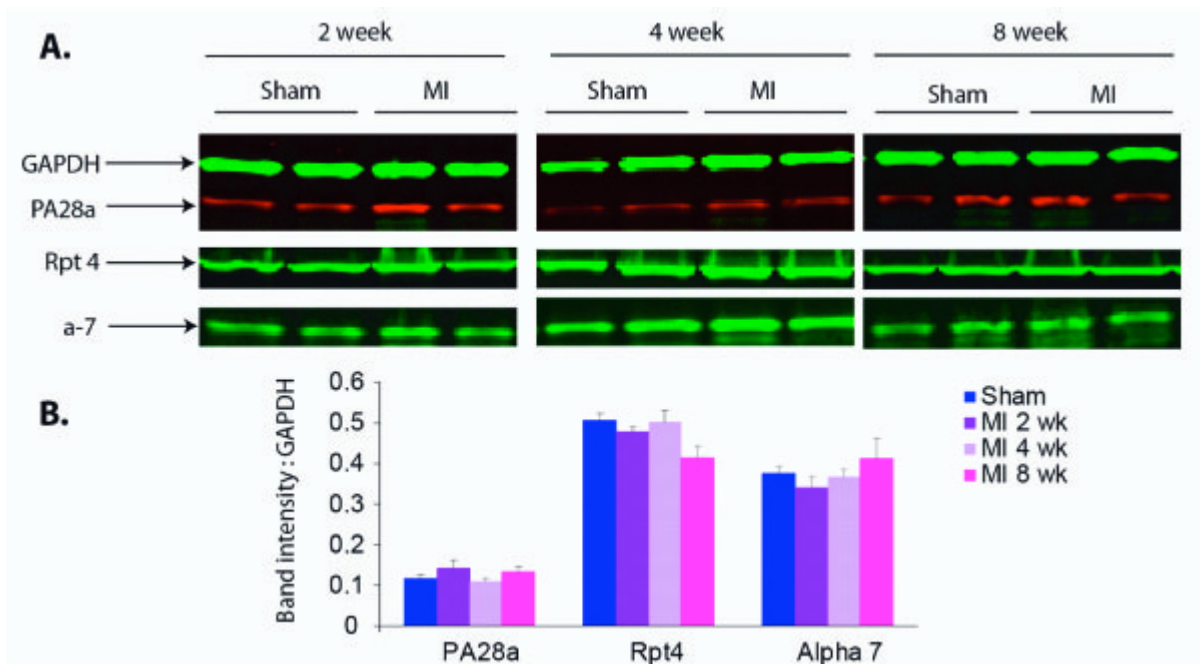 A.
2 week 4 week 8 week
Sham MI Sham MI Sham MI
GAPDH
PA28a
Rpt 4
a-7
B.
Band intensity : GAPDH
0.6
0.5
0.4
0.3
0.2
0.1
0
PA28a Rpt4 Alpha 7
Sham
MI 2 wk
MI 4 wk
MI 8 wk